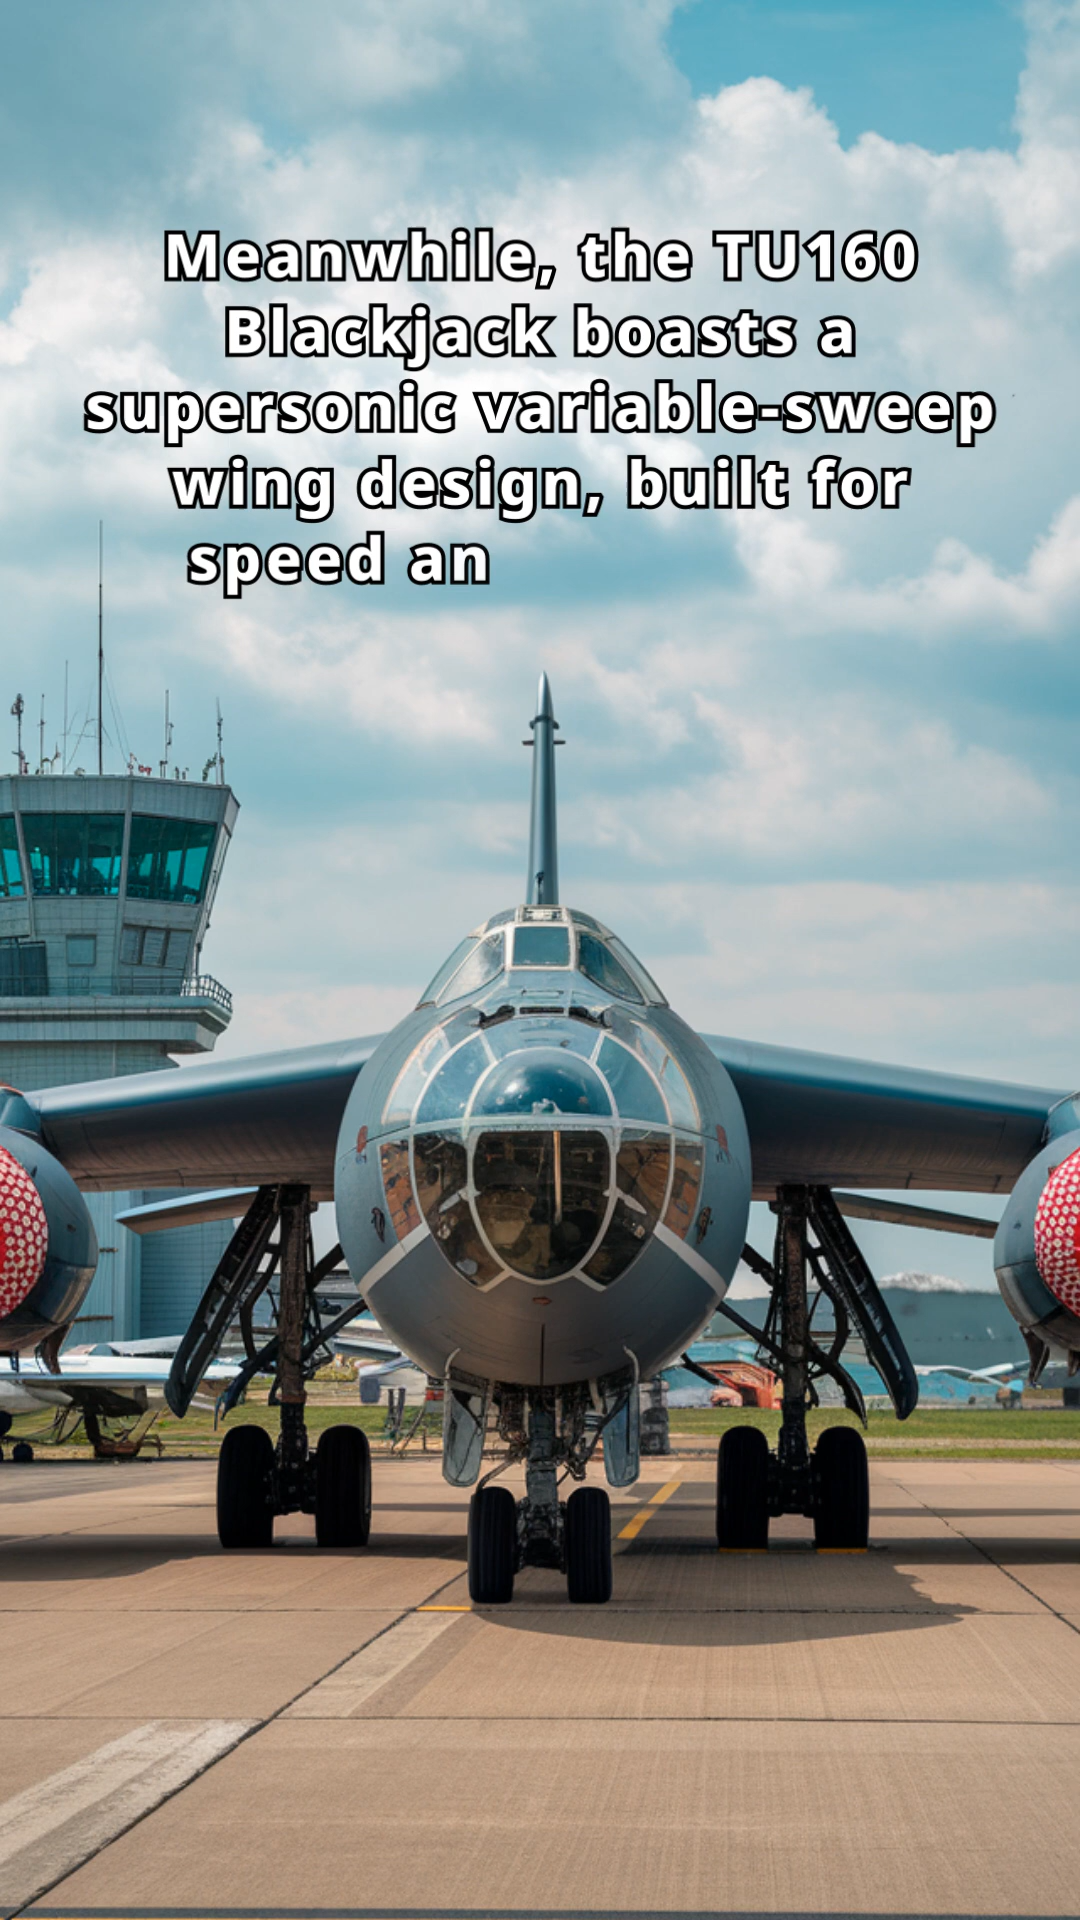 Meanwhile, the TU160
Blackjack boasts a
supersonic variable-sweep
wing design, built for
speed an